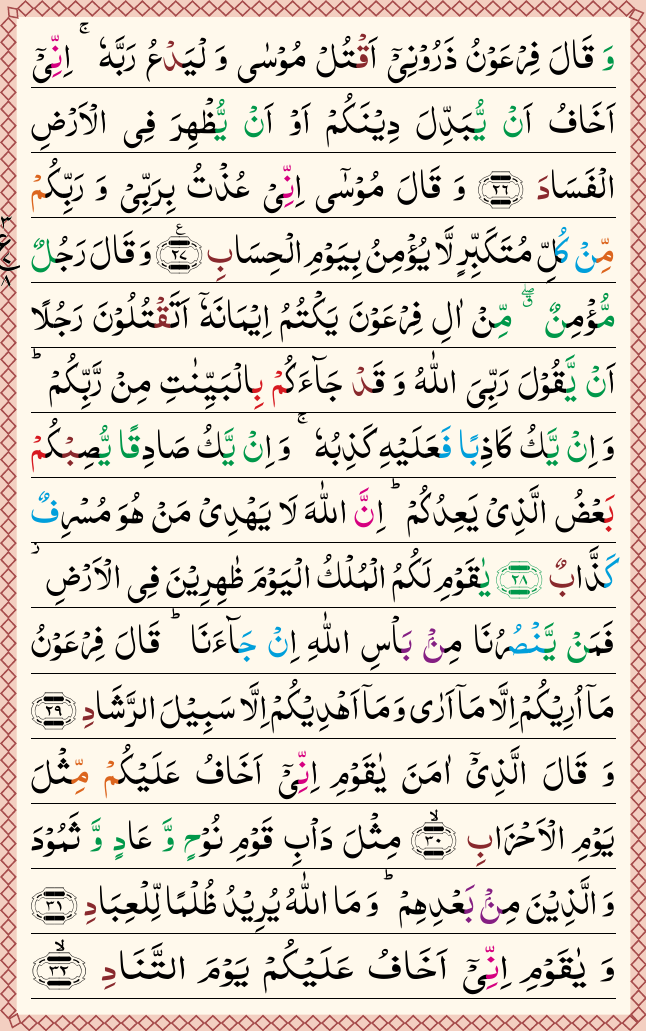 وَ قَالَ فِرْعَوْنُ ذَرُوْنِیْۤ اَقْتُلْ مُوْسٰی وَ لْیَدْعُ رَبَّهٗ ۚ اِنِّیْۤ
اَخَافُ اَنْ یُّبَدِّلَ دِیْنَكُمْ اَوْ اَنْ یُّظْهِرَ فِی الْاَرْضِ
الْفَسَادَ ﴿۲۶﴾ وَ قَالَ مُوْسٰۤی اِنِّیْ عُذْتُ بِرَبِّیْ وَ رَبِّكُمْ
مِّنْ كُلِّ مُتَكَبِّرٍ لَّا یُؤْمِنُ بِیَوْمِ الْحِسَابِ ﴿۲۷﴾ ع وَ قَالَ رَجُلٌ
مُّؤْمِنٌ ۖۗ مِّنْ اٰلِ فِرْعَوْنَ یَكْتُمُ اِیْمَانَهٗۤ اَتَقْتُلُوْنَ رَجُلًا
اَنْ یَّقُوْلَ رَبِّیَ اللّٰهُ وَ قَدْ جَآءَكُمْ بِالْبَیِّنٰتِ مِنْ رَّبِّكُمْ ؕ
وَ اِنْ یَّكُ كَاذِبًا فَعَلَیْهِ كَذِبُهٗ ۚ وَ اِنْ یَّكُ صَادِقًا یُّصِبْكُمْ
بَعْضُ الَّذِیْ یَعِدُكُمْ ؕ اِنَّ اللّٰهَ لَا یَهْدِیْ مَنْ هُوَ مُسْرِفٌ
كَذَّابٌ ﴿۲۸﴾ یٰقَوْمِ لَكُمُ الْمُلْكُ الْیَوْمَ ظٰهِرِیْنَ فِی الْاَرْضِ ؗ
فَمَنْ یَّنْصُرُنَا مِنْۢ بَاْسِ اللّٰهِ اِنْ جَآءَنَا ؕ قَالَ فِرْعَوْنُ
مَاۤ اُرِیْكُمْ اِلَّا مَاۤ اَرٰی وَ مَاۤ اَهْدِیْكُمْ اِلَّا سَبِیْلَ الرَّشَادِ ﴿۲۹﴾
وَ قَالَ الَّذِیْۤ اٰمَنَ یٰقَوْمِ اِنِّیْۤ اَخَافُ عَلَیْكُمْ مِّثْلَ
یَوْمِ الْاَحْزَابِ ﴿ۙ۳۰﴾ مِثْلَ دَاْبِ قَوْمِ نُوْحٍ وَّ عَادٍ وَّ ثَمُوْدَ
وَ الَّذِیْنَ مِنْۢ بَعْدِهِمْ ؕ وَ مَا اللّٰهُ یُرِیْدُ ظُلْمًا لِّلْعِبَادِ ﴿۳۱﴾
وَ یٰقَوْمِ اِنِّیْۤ اَخَافُ عَلَیْكُمْ یَوْمَ التَّنَادِ ﴿ۙ۳۲﴾